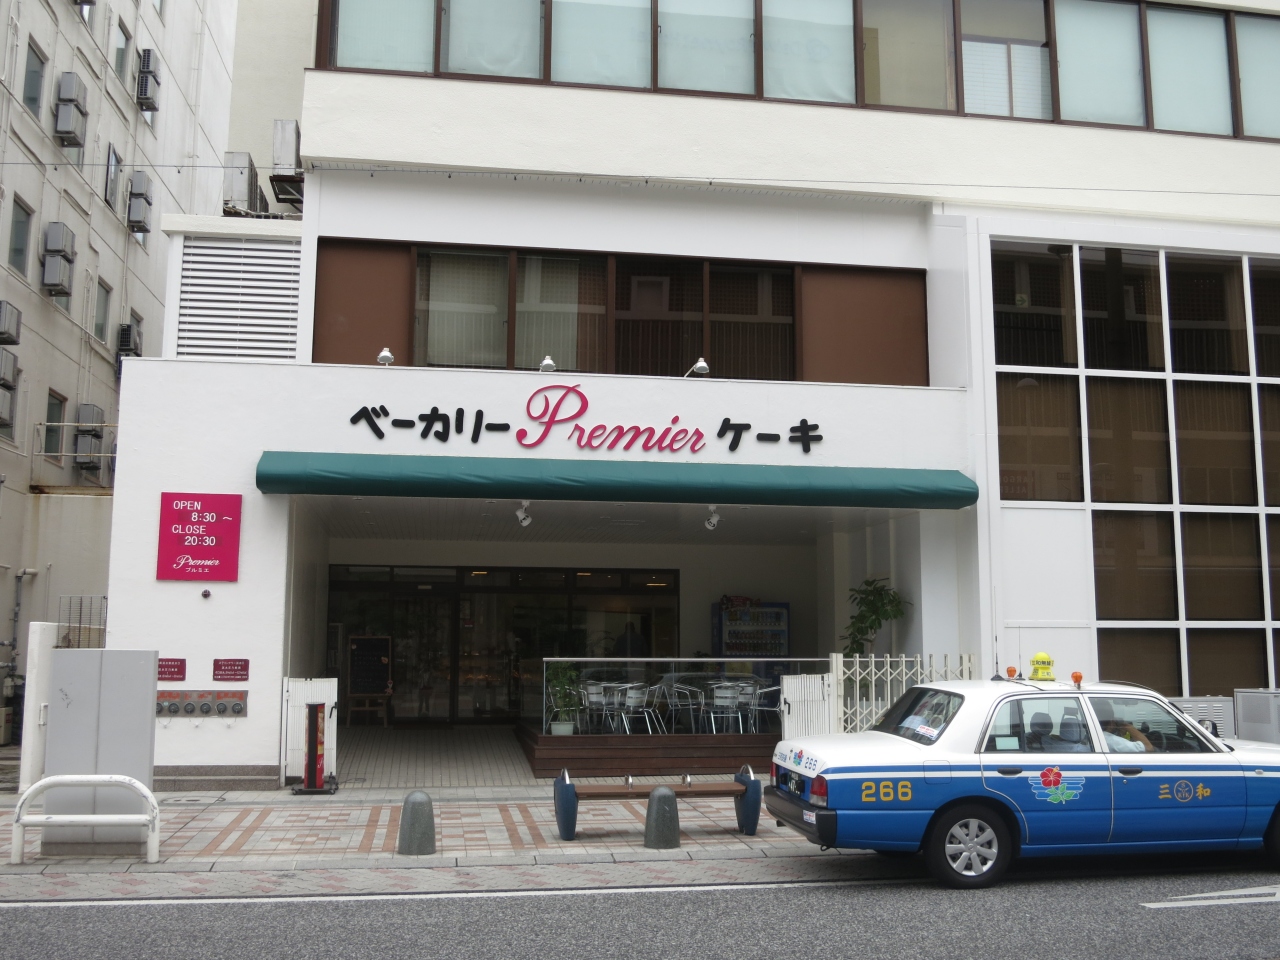 ベーカリー Premier ケーキ
OPEN
8:30 ～
CLOSE
20:30
Premier
プルミエ
266
266
三 和